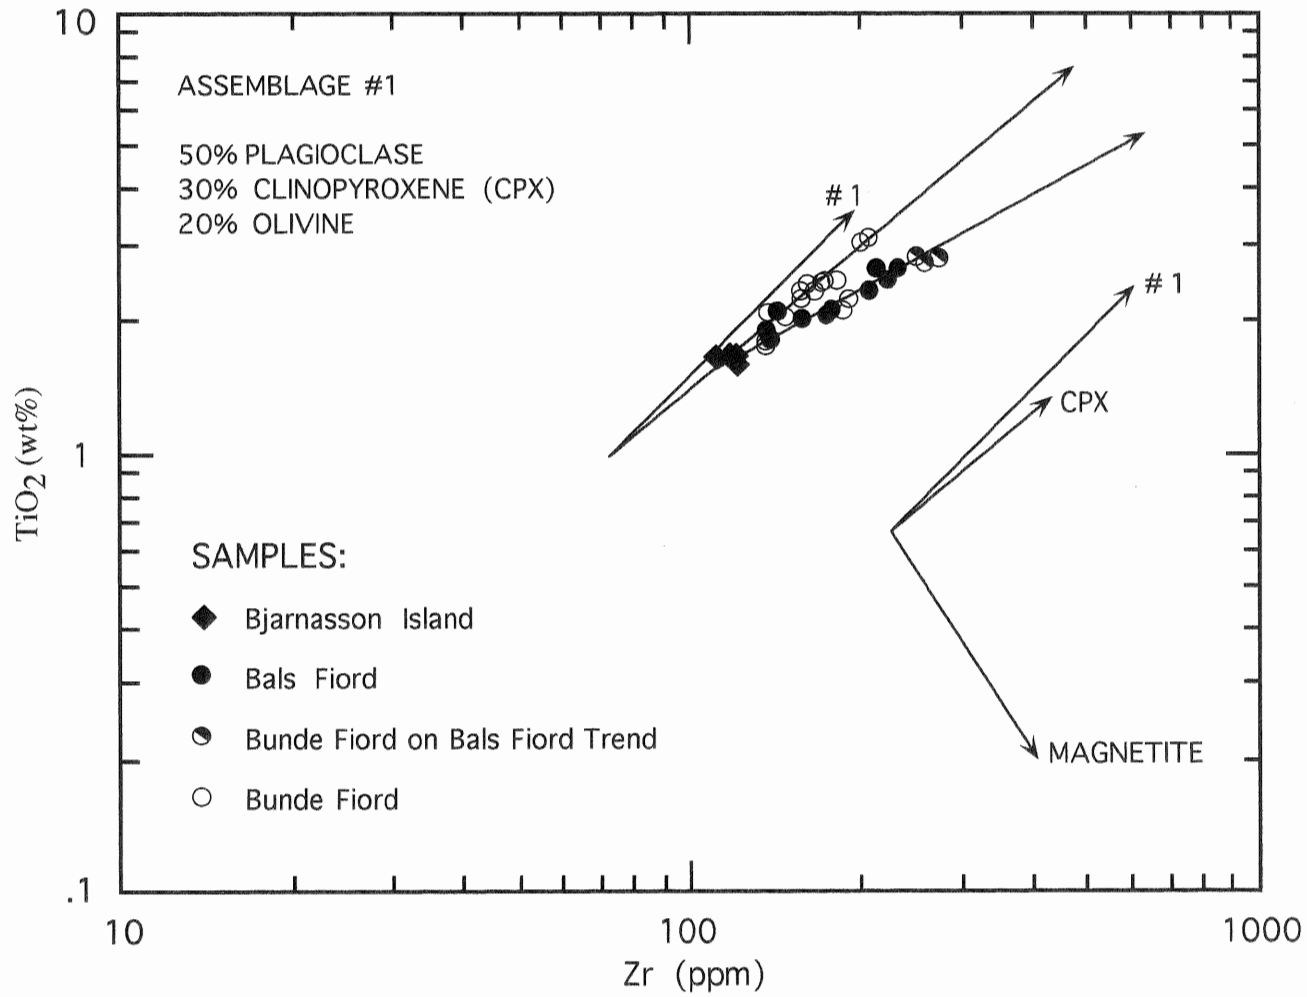 10
ASSEMBLAGE #1
50% PLAGIOCLASE
30% CLINOPYROXENE (CPX)
20% OLIVINE
#1
#1
CPX
1
TiO2 (wt%)
SAMPLES:
Bjarnasson Island
Bals Fiord
Bunde Fiord on Bals Fiord Trend
MAGNETITE
Bunde Fiord
.1
10
100
1000
Zr (ppm)